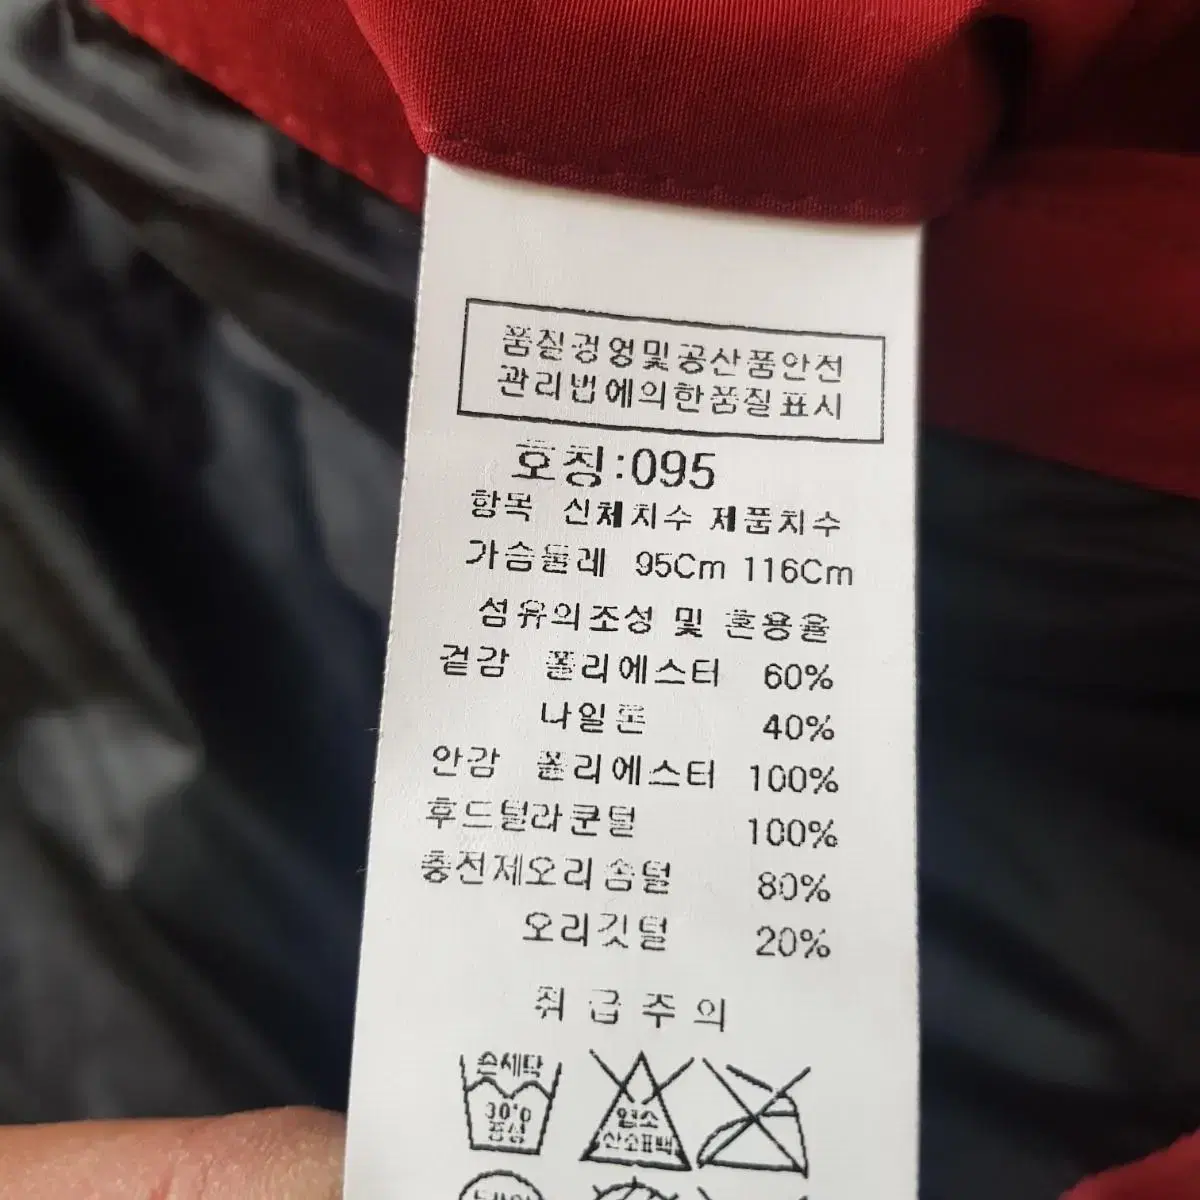 품질경영및공산품안전
관리법에의한품질표시
호칭:095
항목 신체치수 제품치수
가슴둘레 95Cm 116Cm
섬유의조성 및 혼용율
겉감 폴리에스터 60%
나일론 40%
안감 폴리에스터 100%
후드털라쿤털 100%
충전제오리솜털 80%
오리깃털 20%
취급주의
손세탁
30.0
중성
염소
산소표백